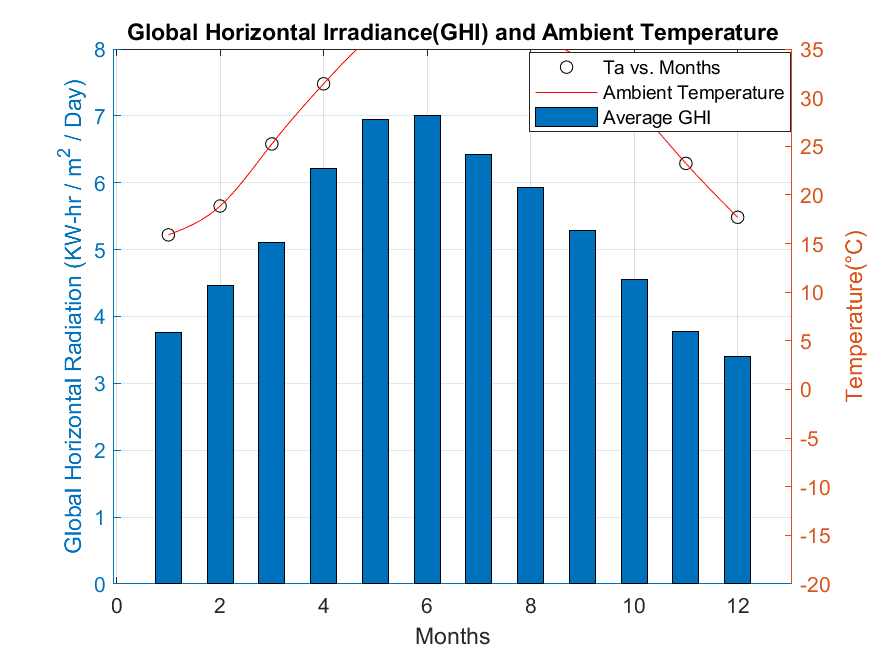 Global Horizontal Irradiance(GHI) and Ambient Temperature
Ta vs. Months
Ambient Temperature
Average GHI
Global Horizontal Radiation (KW-hr / m² / Day)
8
7
6
5
4
3
2
1
0
35
30
25
20
15
10
5
0
-5
-10
-15
-20
Temperature(°C)
0 2 4 6 8 10 12
Months